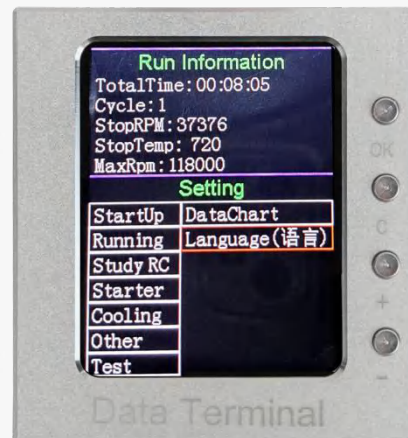 Run Information
TotalTime:00:08:05
Cycle:1
StopRPM:37376
StopTemp: 720
MaxRpm:118000
Setting
StartUp DataChart
Running Language(语言)
Study RC
Starter
Cooling
Other
Test
OK
C
+
-
Data Terminal